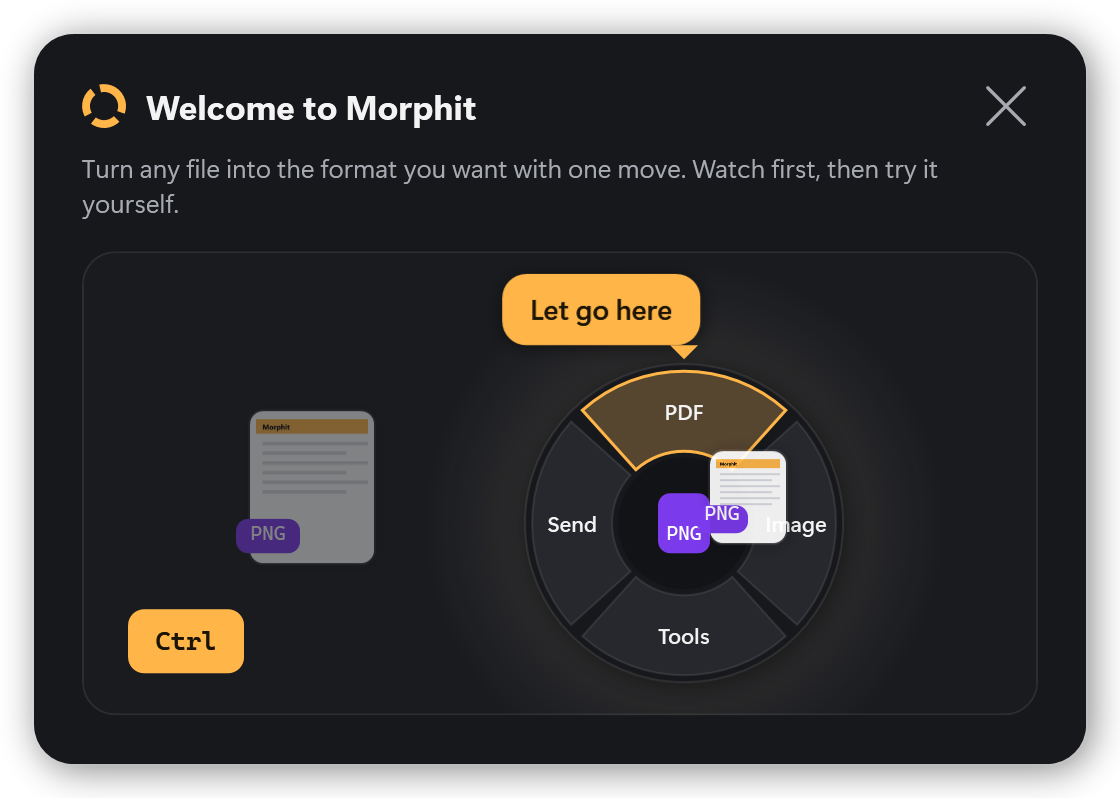 Welcome to Morphit
Turn any file into the format you want with one move. Watch first, then try it
yourself.
Let go here
PDF
Morphit
Morphit
PNG
Send
PNG
PNG
Image
Tools
Ctrl